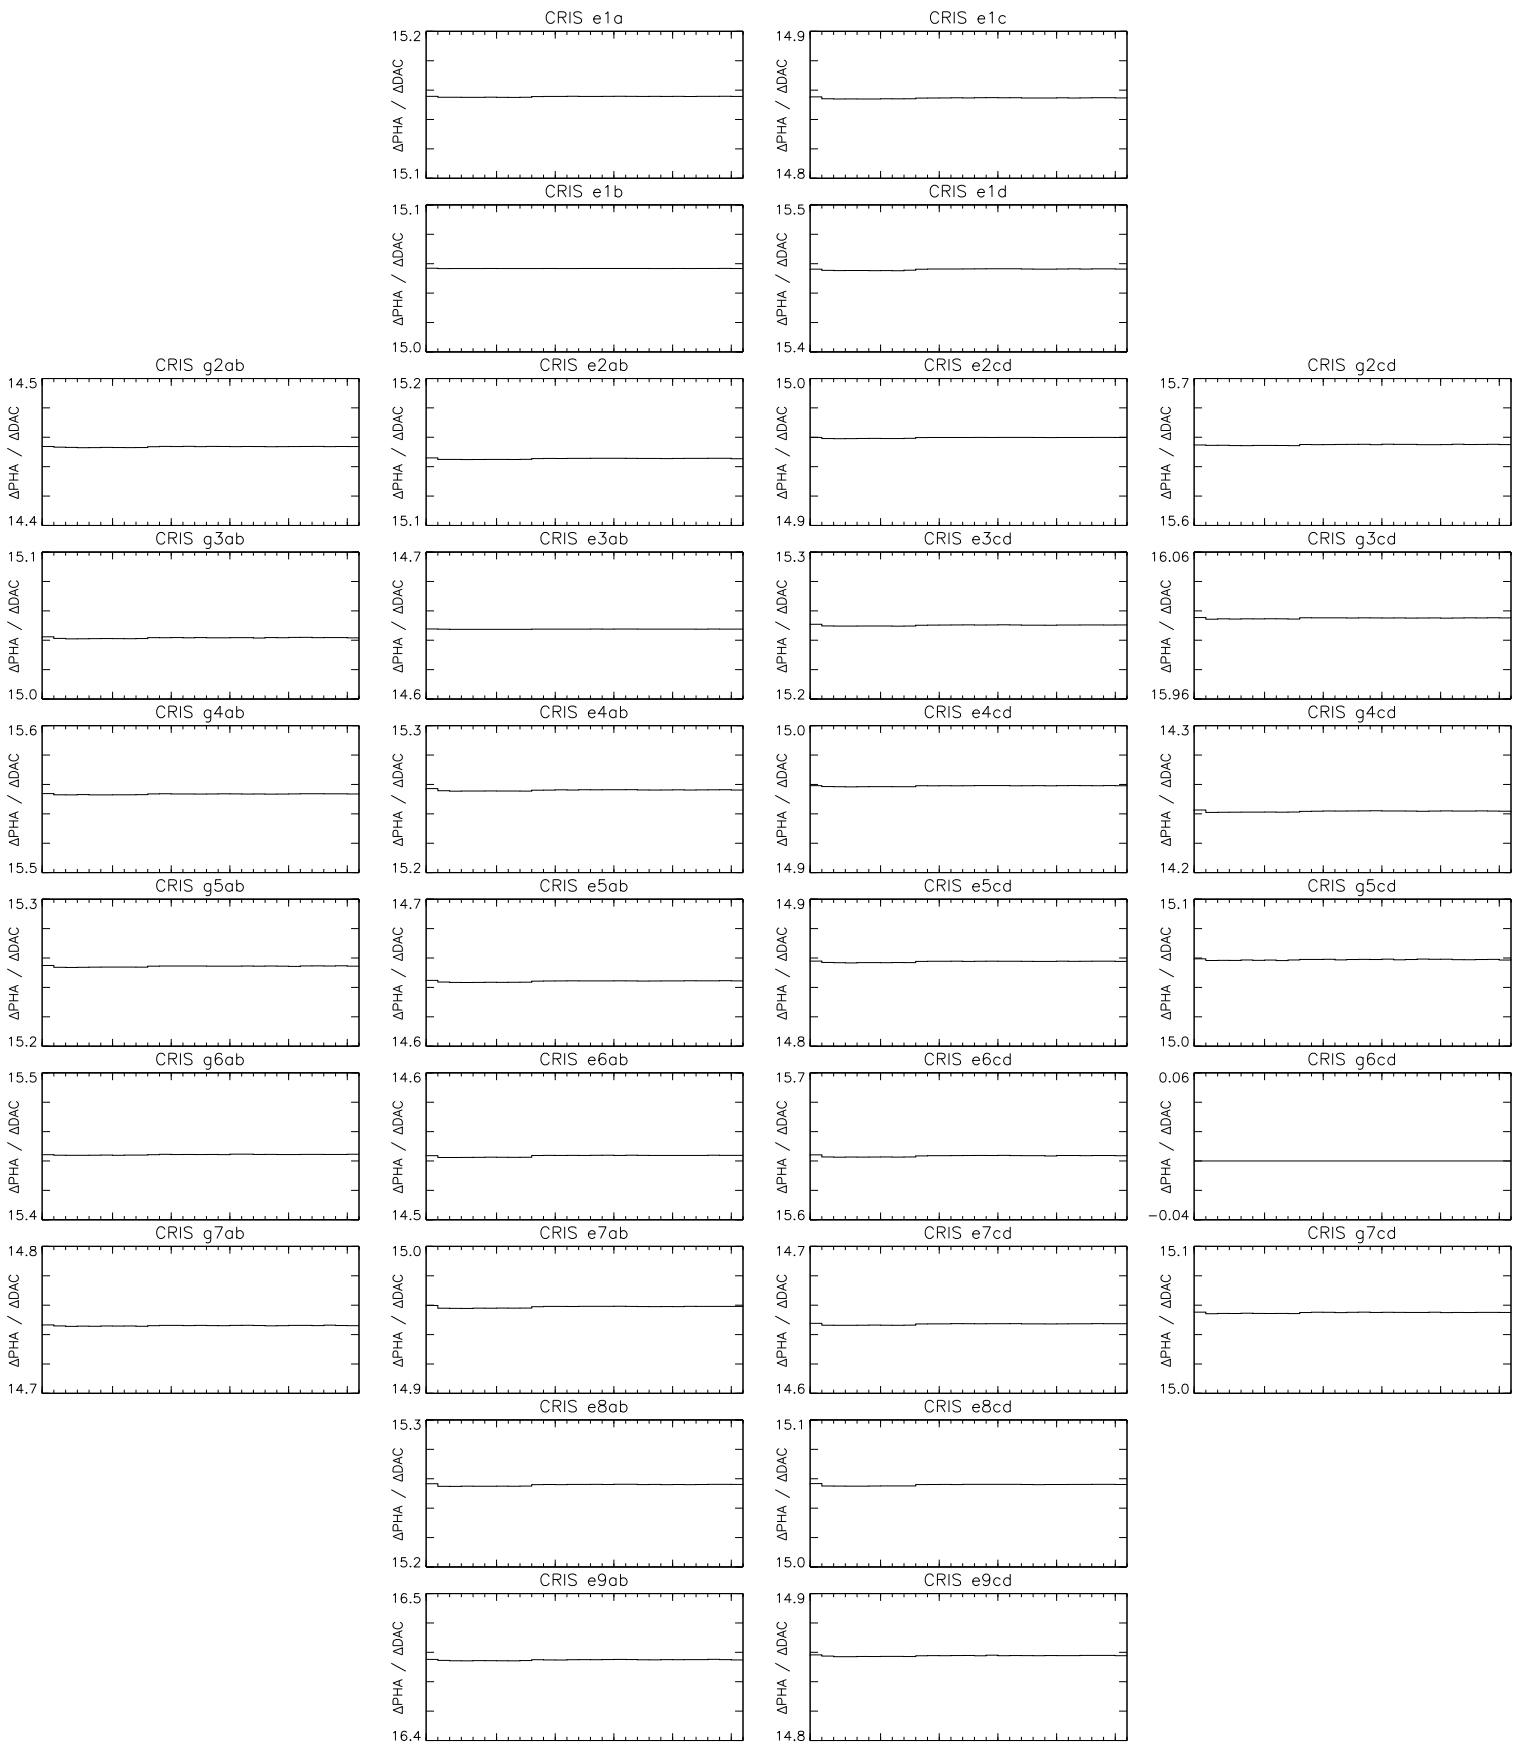 CRIS e1a
15.2
ΔPHA / ΔDAC
15.1
CRIS e1c
14.9
ΔPHA / ΔDAC
14.8
CRIS e1b
15.1
ΔPHA / ΔDAC
15.0
CRIS e1d
15.5
ΔPHA / ΔDAC
15.4
CRIS g2ab
14.5
ΔPHA / ΔDAC
14.4
CRIS e2ab
15.2
ΔPHA / ΔDAC
15.1
CRIS e2cd
15.0
ΔPHA / ΔDAC
14.9
CRIS g2cd
15.7
ΔPHA / ΔDAC
15.6
CRIS g3ab
15.1
ΔPHA / ΔDAC
15.0
CRIS e3ab
14.7
ΔPHA / ΔDAC
14.6
CRIS e3cd
15.3
ΔPHA / ΔDAC
15.2
CRIS g3cd
16.06
ΔPHA / ΔDAC
15.96
CRIS g4ab
15.6
ΔPHA / ΔDAC
15.5
CRIS e4ab
15.3
ΔPHA / ΔDAC
15.2
CRIS e4cd
15.0
ΔPHA / ΔDAC
14.9
CRIS g4cd
14.3
ΔPHA / ΔDAC
14.2
CRIS g5ab
15.3
ΔPHA / ΔDAC
15.2
CRIS e5ab
14.7
ΔPHA / ΔDAC
14.6
CRIS e5cd
14.9
ΔPHA / ΔDAC
14.8
CRIS g5cd
15.1
ΔPHA / ΔDAC
15.0
CRIS g6ab
15.5
ΔPHA / ΔDAC
15.4
CRIS e6ab
14.6
ΔPHA / ΔDAC
14.5
CRIS e6cd
15.7
ΔPHA / ΔDAC
15.6
CRIS g6cd
0.06
ΔPHA / ΔDAC
−0.04
CRIS g7ab
14.8
ΔPHA / ΔDAC
14.7
CRIS e7ab
15.0
ΔPHA / ΔDAC
14.9
CRIS e7cd
14.7
ΔPHA / ΔDAC
14.6
CRIS g7cd
15.1
ΔPHA / ΔDAC
15.0
CRIS e8ab
15.3
ΔPHA / ΔDAC
15.2
CRIS e8cd
15.1
ΔPHA / ΔDAC
15.0
CRIS e9ab
16.5
ΔPHA / ΔDAC
16.4
CRIS e9cd
14.9
ΔPHA / ΔDAC
14.8